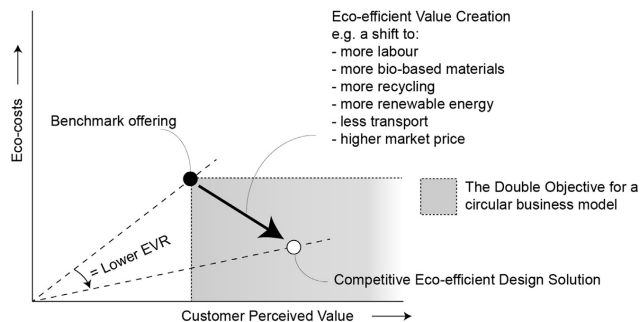 Eco-efficient Value Creation
e.g. a shift to:
- more labour
- more bio-based materials
- more recycling
- more renewable energy
- less transport
- higher market price
Eco-costs
Benchmark offering
The Double Objective for a
circular business model
= Lower EVR
Competitive Eco-efficient Design Solution
Customer Perceived Value